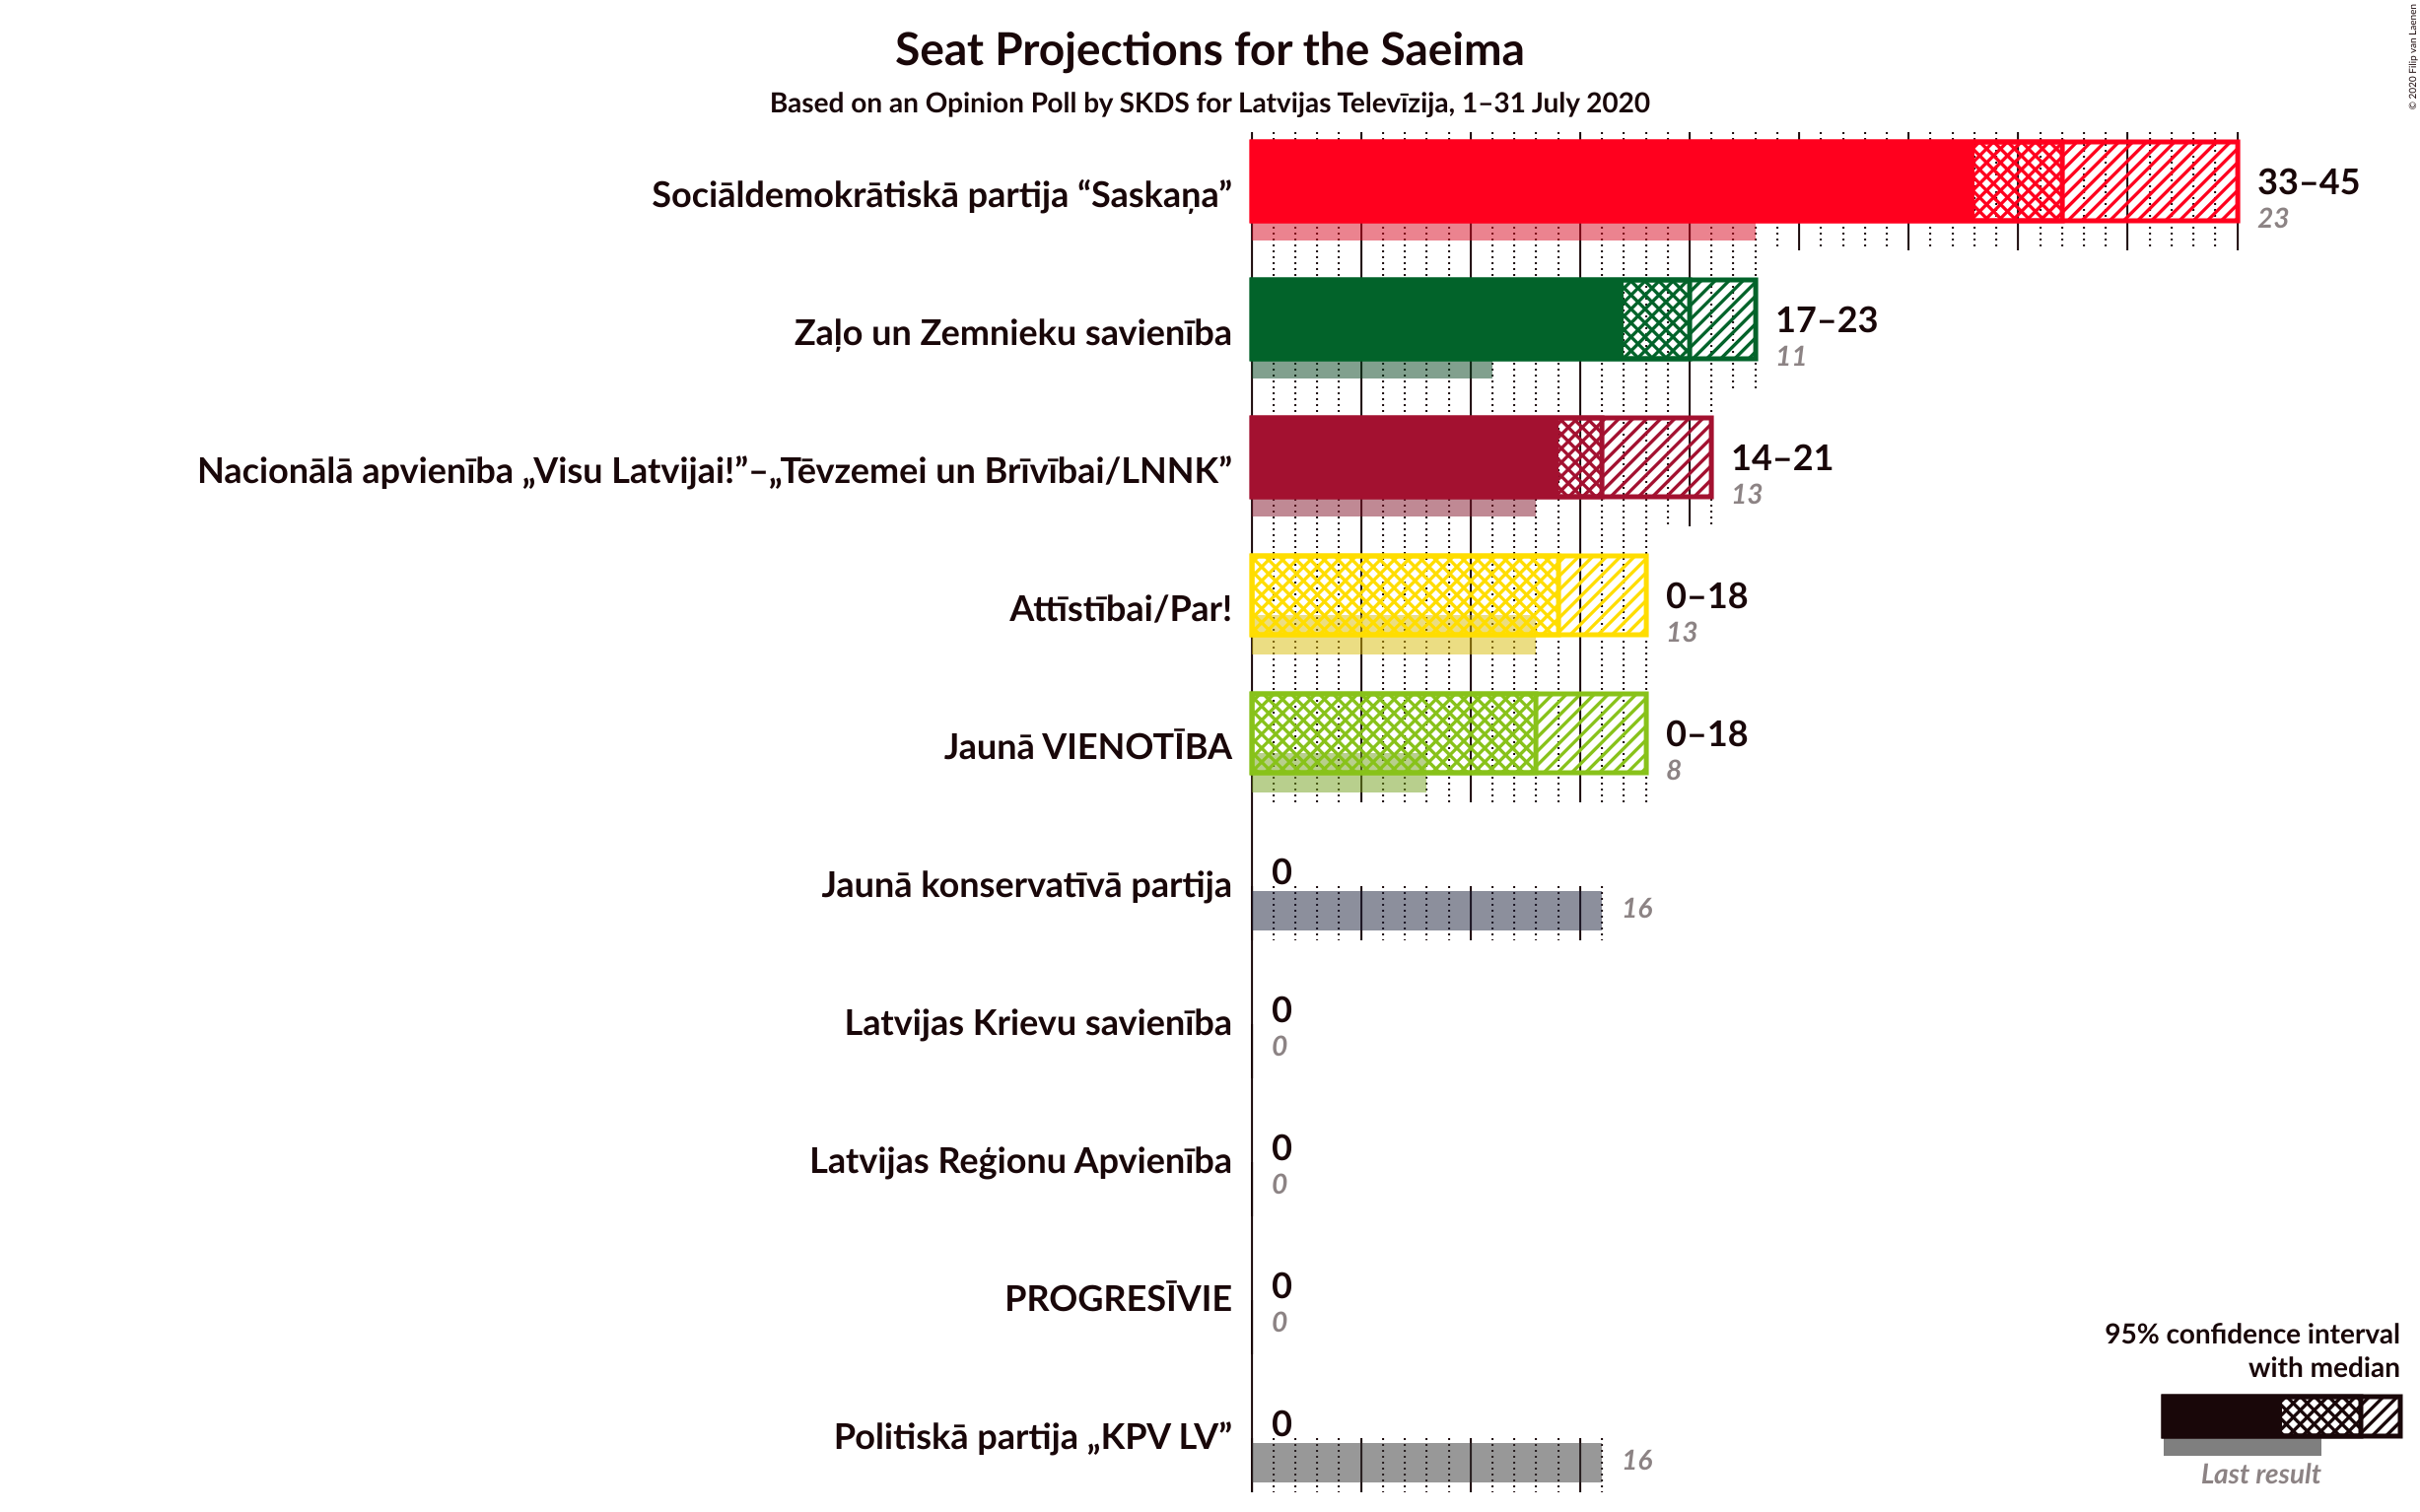 Seat Projections for the Saeima
Based on an Opinion Poll by SKDS for Latvijas Televīzija, 1–31 July 2020
© 2020 Filip van Laenen
Sociāldemokrātiskā partija “Saskaņa”
33–45
23
Zaļo un Zemnieku savienība
17–23
11
Nacionālā apvienība „Visu Latvijai!”–„Tēvzemei un Brīvībai/LNNK”
14–21
13
Attīstībai/Par!
0–18
13
Jaunā VIENOTĪBA
0–18
8
Jaunā konservatīvā partija
0
16
Latvijas Krievu savienība
0
0
Latvijas Reģionu Apvienība
0
0
PROGRESĪVIE
0
0
Politiskā partija „KPV LV”
0
16
95% confidence interval
with median
Last result